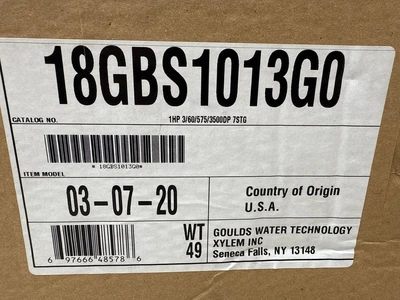 18GBS1013G0
CATALOG NO. 1HP 3/60/575/3500DP 7STG
* 18GBS1013G0*
ITEM MODEL
03-07-20
Country of Origin
U.S.A.
WT
49
GOULDS WATER TECHNOLOGY
XYLEM INC
Seneca Falls, NY 13148
6 97666 48578 6